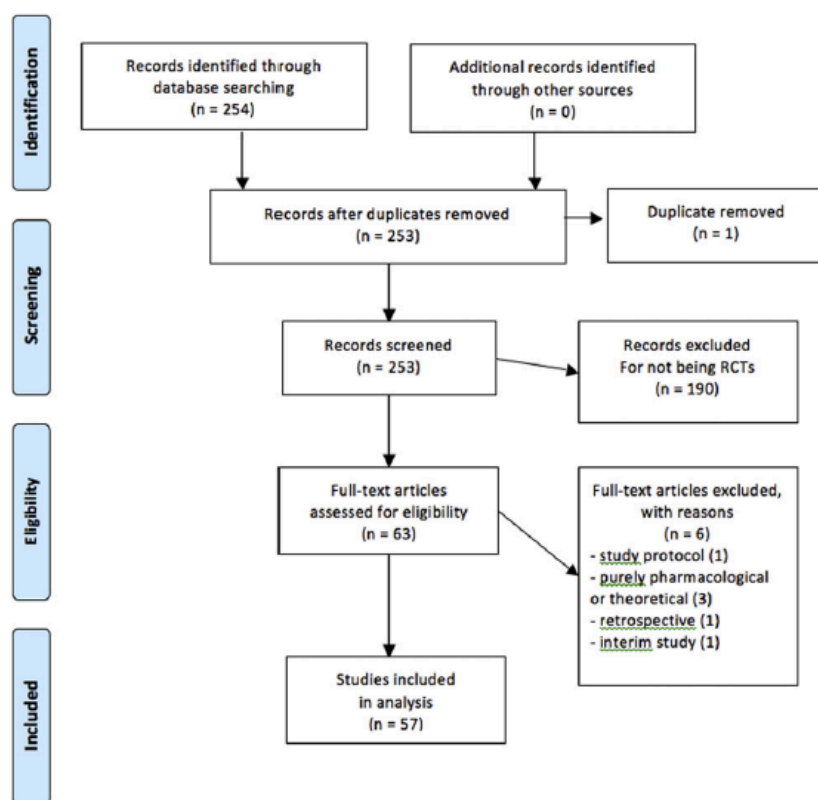 Identification
Records identified through
database searching
(n = 254)
Additional records identified
through other sources
(n = 0)
Records after duplicates removed
(n = 253)
Duplicate removed
(n = 1)
Screening
Records screened
(n = 253)
Records excluded
For not being RCTs
(n = 190)
Eligibility
Full-text articles
assessed for eligibility
(n = 63)
Full-text articles excluded,
with reasons
(n = 6)
- study protocol (1)
- purely pharmacological
or theoretical (3)
- retrospective (1)
- interim study (1)
Included
Studies included
in analysis
(n = 57)